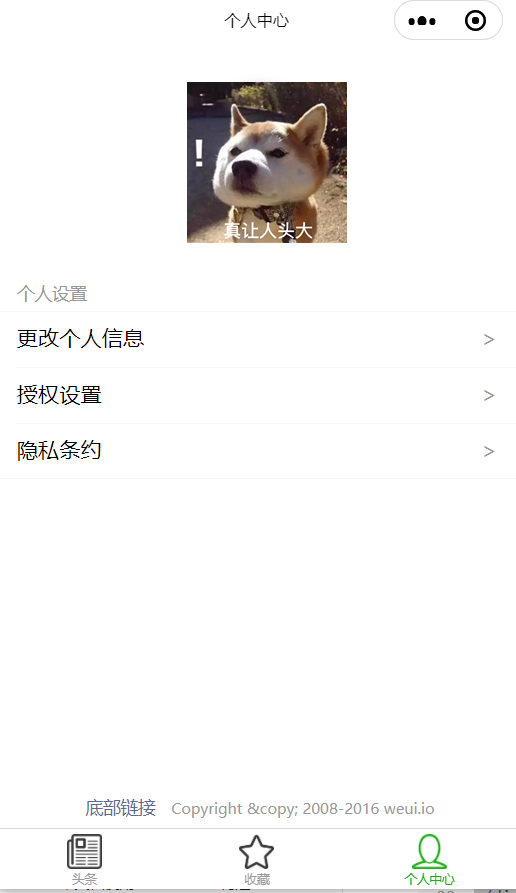 个人中心
!
真让人头大
个人设置
更改个人信息 >
授权设置 >
隐私条约 >
底部链接 Copyright &copy; 2008-2016 weui.io
头条 收藏 个人中心